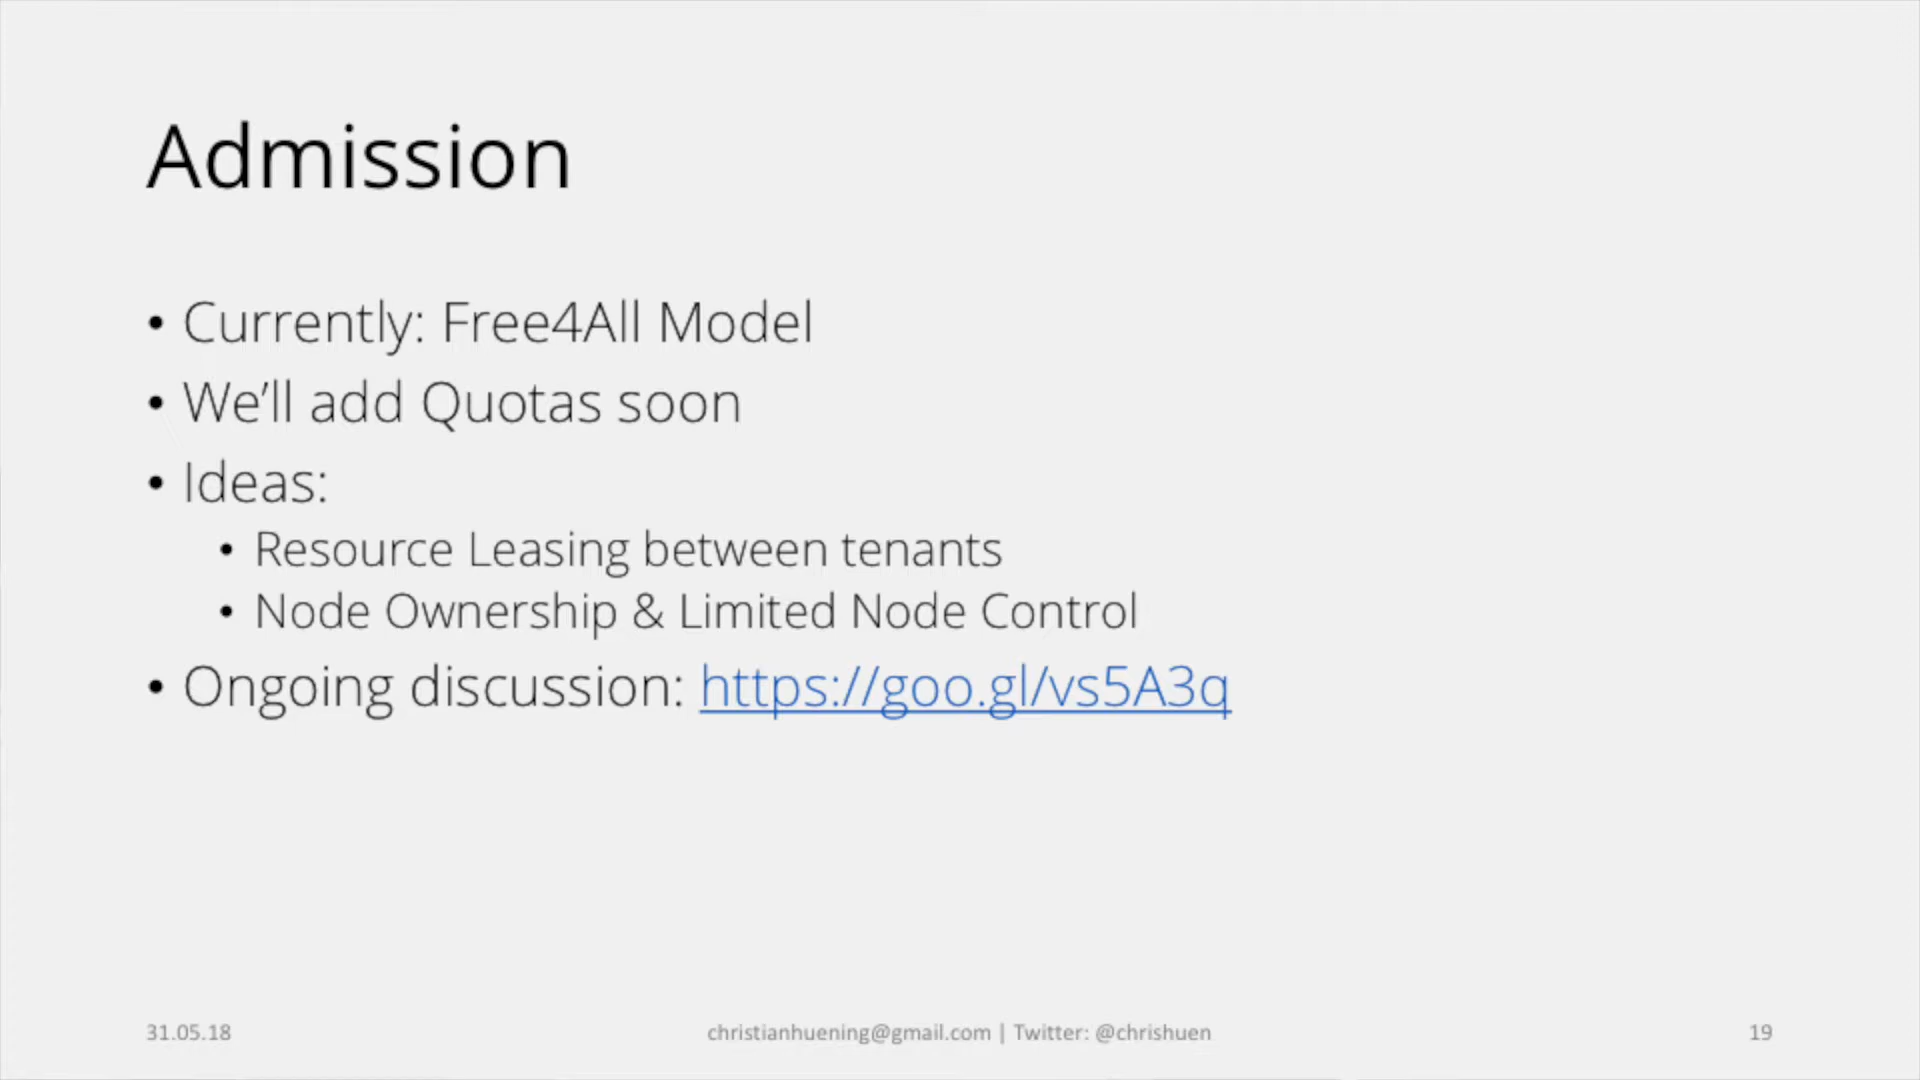 Admission
• Currently: Free4All Model
• We’ll add Quotas soon
• Ideas:
• Resource Leasing between tenants
• Node Ownership & Limited Node Control
• Ongoing discussion: https://goo.gl/vs5A3q
31.05.18
christianhuening@gmail.com | Twitter: @chrishuen
19